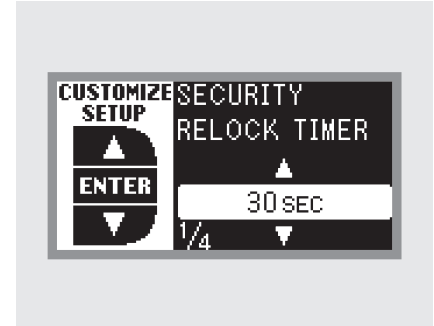 CUSTOMIZE
SETUP
ENTER
SECURITY
RELOCK TIMER
30 SEC
1/4